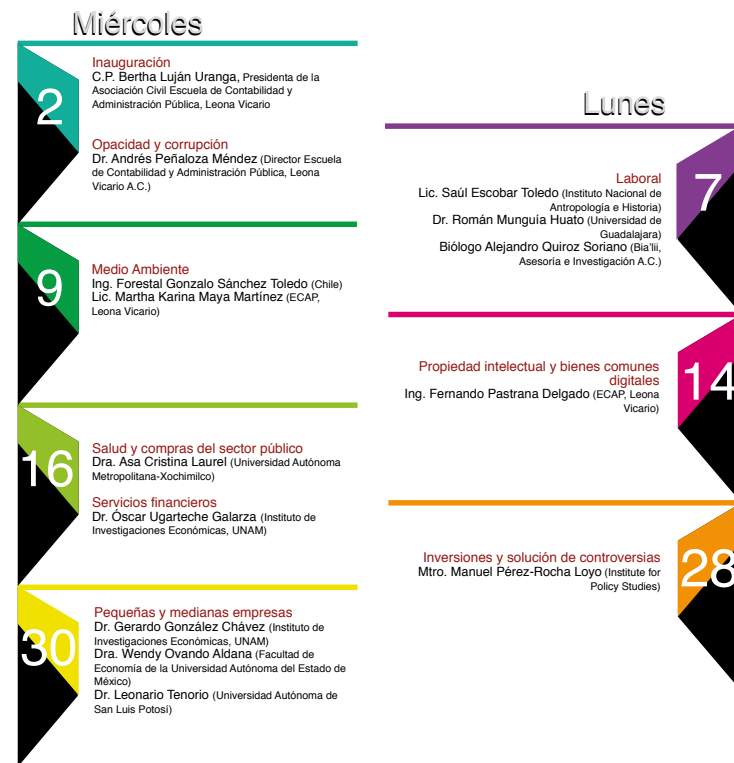 Miércoles
2
Inauguración
C.P. Bertha Luján Uranga, Presidenta de la
Asociación Civil Escuela de Contabilidad y
Administración Pública, Leona Vicario
Opacidad y corrupción
Dr. Andrés Peñaloza Méndez (Director Escuela
de Contabilidad y Administración Pública, Leona
Vicario A.C.)
9
Medio Ambiente
Ing. Forestal Gonzalo Sánchez Toledo (Chile)
Lic. Martha Karina Maya Martínez (ECAP,
Leona Vicario)
16
Salud y compras del sector público
Dra. Asa Cristina Laurel (Universidad Autónoma
Metropolitana-Xochimilco)
Servicios financieros
Dr. Óscar Ugarteche Galarza (Instituto de
Investigaciones Económicas, UNAM)
30
Pequeñas y medianas empresas
Dr. Gerardo González Chávez (Instituto de
Investigaciones Económicas, UNAM)
Dra. Wendy Ovando Aldana (Facultad de
Economía de la Universidad Autónoma del Estado de
México)
Dr. Leonario Tenorio (Universidad Autónoma de
San Luis Potosí)
Lunes
7
Laboral
Lic. Saúl Escobar Toledo (Instituto Nacional de
Antropología e Historia)
Dr. Román Munguía Huato (Universidad de
Guadalajara)
Biólogo Alejandro Quiroz Soriano (Bia'lii,
Asesoría e Investigación A.C.)
14
Propiedad intelectual y bienes comunes
digitales
Ing. Fernando Pastrana Delgado (ECAP, Leona
Vicario)
28
Inversiones y solución de controversias
Mtro. Manuel Pérez-Rocha Loyo (Institute for
Policy Studies)